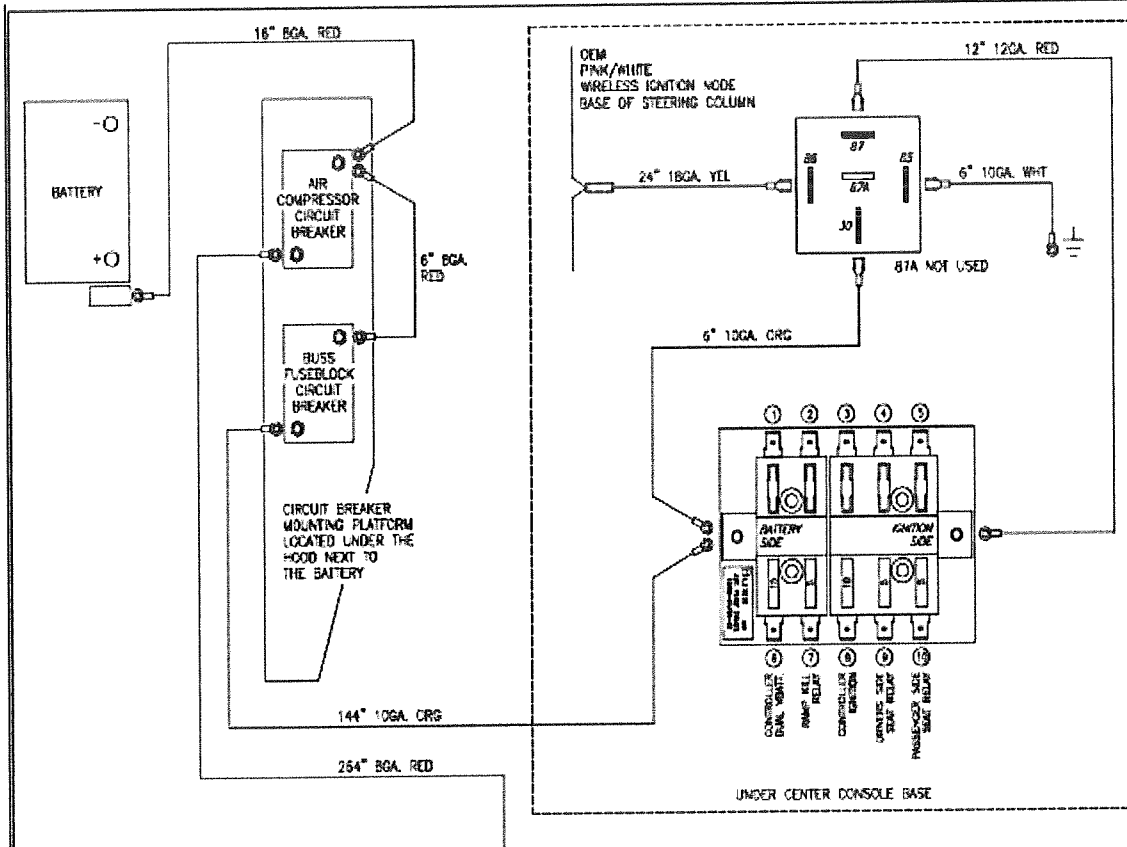 16" 8GA. RED
BATTERY
-
+
AIR
COMPRESSOR
CIRCUIT
BREAKER
6" 8GA.
RED
BUSS
FUSEBLOCK
CIRCUIT
BREAKER
CIRCUIT BREAKER
MOUNTING PLATFORM
LOCATED UNDER THE
HOOD NEXT TO
THE BATTERY
144" 10GA. ORG
264" 8GA. RED
OEM
PINK/WHITE
WIRELESS IGNITION NODE
BASE OF STEERING COLUMN
24" 18GA. YEL
12" 12GA. RED
87
86
85
87A
30
6" 10GA. WHT
87A NOT USED
6" 10GA. ORG
1
2
3
4
5
BATTERY
SIDE
IGNITION
SIDE
15
5
10
5
5
6
7
8
9
10
CONTROLLER
DUAL VBATT.
RAMP KILL
RELAY
CONTROLLER
IGNITION
DRIVERS SIDE
SEAT RELAY
PASSENGER SIDE
SEAT RELAY
UNDER CENTER CONSOLE BASE